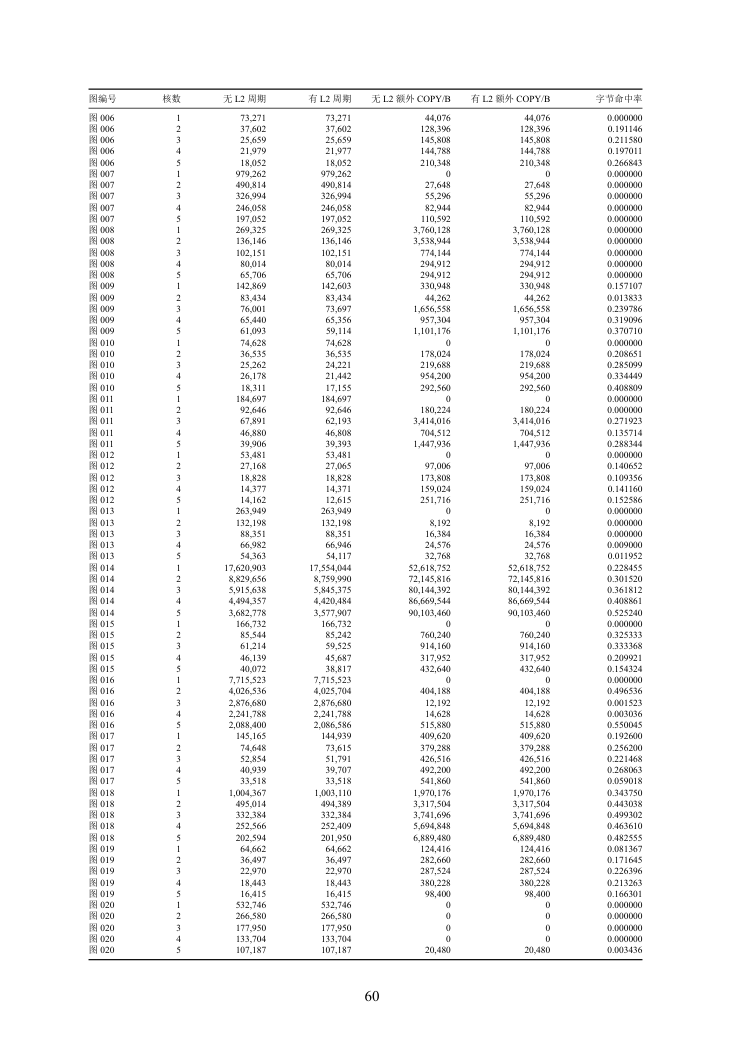 图编号 核数 无 L2 周期 有 L2 周期 无 L2 额外 COPY/B 有 L2 额外 COPY/B 字节命中率
图 006 1 73,271 73,271 44,076 44,076 0.000000
图 006 2 37,602 37,602 128,396 128,396 0.191146
图 006 3 25,659 25,659 145,808 145,808 0.211580
图 006 4 21,979 21,977 144,788 144,788 0.197011
图 006 5 18,052 18,052 210,348 210,348 0.266843
图 007 1 979,262 979,262 0 0 0.000000
图 007 2 490,814 490,814 27,648 27,648 0.000000
图 007 3 326,994 326,994 55,296 55,296 0.000000
图 007 4 246,058 246,058 82,944 82,944 0.000000
图 007 5 197,052 197,052 110,592 110,592 0.000000
图 008 1 269,325 269,325 3,760,128 3,760,128 0.000000
图 008 2 136,146 136,146 3,538,944 3,538,944 0.000000
图 008 3 102,151 102,151 774,144 774,144 0.000000
图 008 4 80,014 80,014 294,912 294,912 0.000000
图 008 5 65,706 65,706 294,912 294,912 0.000000
图 009 1 142,869 142,603 330,948 330,948 0.157107
图 009 2 83,434 83,434 44,262 44,262 0.013833
图 009 3 76,001 73,697 1,656,558 1,656,558 0.239786
图 009 4 65,440 65,356 957,304 957,304 0.319096
图 009 5 61,093 59,114 1,101,176 1,101,176 0.370710
图 010 1 74,628 74,628 0 0 0.000000
图 010 2 36,535 36,535 178,024 178,024 0.208651
图 010 3 25,262 24,221 219,688 219,688 0.285099
图 010 4 26,178 21,442 954,200 954,200 0.334449
图 010 5 18,311 17,155 292,560 292,560 0.408809
图 011 1 184,697 184,697 0 0 0.000000
图 011 2 92,646 92,646 180,224 180,224 0.000000
图 011 3 67,891 62,193 3,414,016 3,414,016 0.271923
图 011 4 46,880 46,808 704,512 704,512 0.135714
图 011 5 39,906 39,393 1,447,936 1,447,936 0.288344
图 012 1 53,481 53,481 0 0 0.000000
图 012 2 27,168 27,065 97,006 97,006 0.140652
图 012 3 18,828 18,828 173,808 173,808 0.109356
图 012 4 14,377 14,371 159,024 159,024 0.141160
图 012 5 14,162 12,615 251,716 251,716 0.152586
图 013 1 263,949 263,949 0 0 0.000000
图 013 2 132,198 132,198 8,192 8,192 0.000000
图 013 3 88,351 88,351 16,384 16,384 0.000000
图 013 4 66,982 66,946 24,576 24,576 0.009000
图 013 5 54,363 54,117 32,768 32,768 0.011952
图 014 1 17,620,903 17,554,044 52,618,752 52,618,752 0.228455
图 014 2 8,829,656 8,759,990 72,145,816 72,145,816 0.301520
图 014 3 5,915,638 5,845,375 80,144,392 80,144,392 0.361812
图 014 4 4,494,357 4,420,484 86,669,544 86,669,544 0.408861
图 014 5 3,682,778 3,577,907 90,103,460 90,103,460 0.525240
图 015 1 166,732 166,732 0 0 0.000000
图 015 2 85,544 85,242 760,240 760,240 0.325333
图 015 3 61,214 59,525 914,160 914,160 0.333368
图 015 4 46,139 45,687 317,952 317,952 0.209921
图 015 5 40,072 38,817 432,640 432,640 0.154324
图 016 1 7,715,523 7,715,523 0 0 0.000000
图 016 2 4,026,536 4,025,704 404,188 404,188 0.496536
图 016 3 2,876,680 2,876,680 12,192 12,192 0.001523
图 016 4 2,241,788 2,241,788 14,628 14,628 0.003036
图 016 5 2,088,400 2,086,586 515,880 515,880 0.550045
图 017 1 145,165 144,939 409,620 409,620 0.192600
图 017 2 74,648 73,615 379,288 379,288 0.256200
图 017 3 52,854 51,791 426,516 426,516 0.221468
图 017 4 40,939 39,707 492,200 492,200 0.268063
图 017 5 33,518 33,518 541,860 541,860 0.059018
图 018 1 1,004,367 1,003,110 1,970,176 1,970,176 0.343750
图 018 2 495,014 494,389 3,317,504 3,317,504 0.443038
图 018 3 332,384 332,384 3,741,696 3,741,696 0.499302
图 018 4 252,566 252,409 5,694,848 5,694,848 0.463610
图 018 5 202,594 201,950 6,889,480 6,889,480 0.482555
图 019 1 64,662 64,662 124,416 124,416 0.081367
图 019 2 36,497 36,497 282,660 282,660 0.171645
图 019 3 22,970 22,970 287,524 287,524 0.226396
图 019 4 18,443 18,443 380,228 380,228 0.213263
图 019 5 16,415 16,415 98,400 98,400 0.166301
图 020 1 532,746 532,746 0 0 0.000000
图 020 2 266,580 266,580 0 0 0.000000
图 020 3 177,950 177,950 0 0 0.000000
图 020 4 133,704 133,704 0 0 0.000000
图 020 5 107,187 107,187 20,480 20,480 0.003436
60